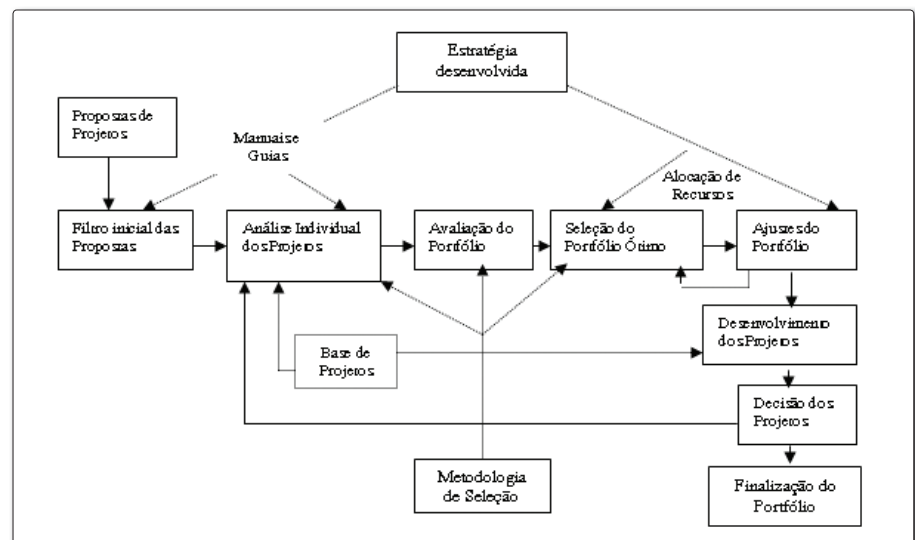 Estratégia
desenvolvida
Propostas de
Projetos
Manuais e
Guias
Alocação de
Recursos
Filtro inicial das
Propostas
Análise Individual
dos Projetos
Avaliação do
Portfólio
Seleção do
Portfólio Ótimo
Ajustes do
Portfólio
Desenvolvimento
dos Projetos
Base de
Projetos
Decisão dos
Projetos
Metodologia
de Seleção
Finalização do
Portfólio